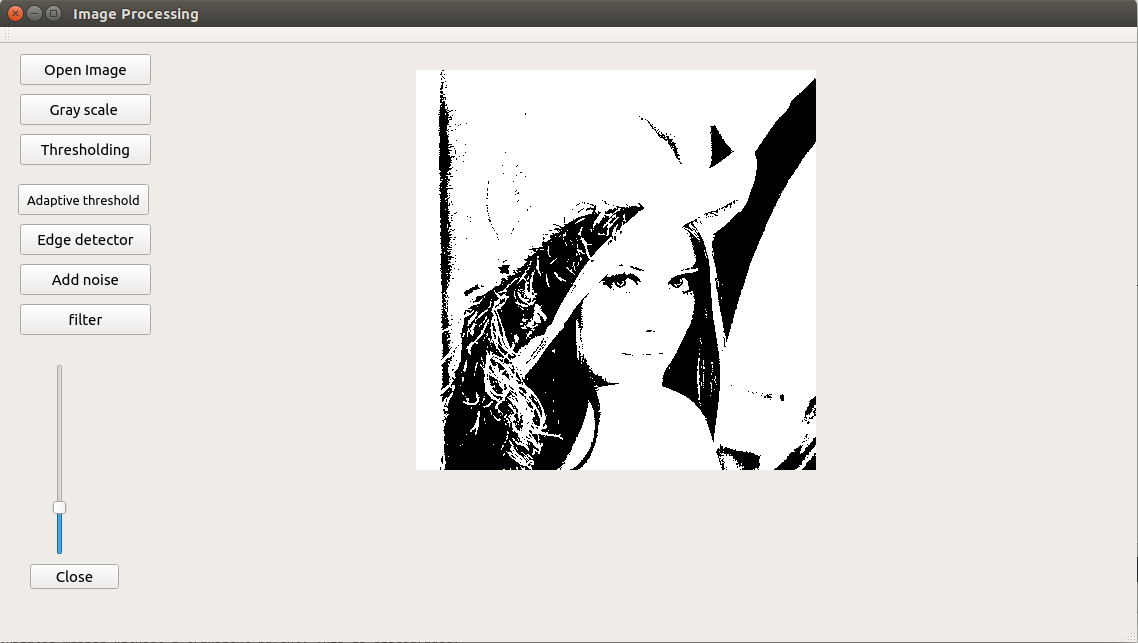 Image Processing
Open Image
Gray scale
Thresholding
Adaptive threshold
Edge detector
Add noise
filter
Close